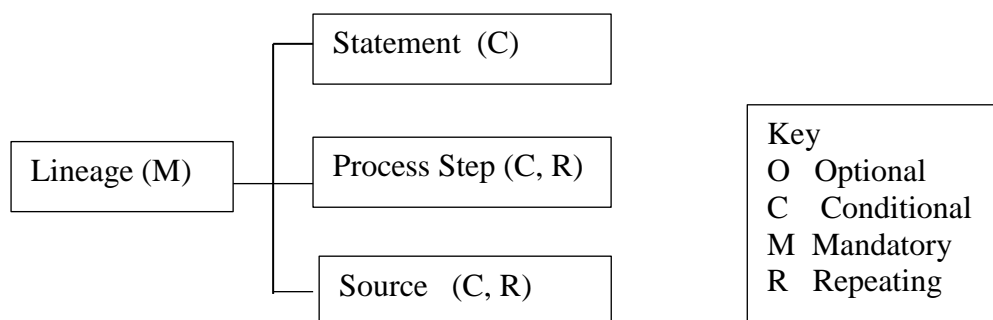 Statement (C)
Lineage (M)
Process Step (C, R)
Source (C, R)
Key
O Optional
C Conditional
M Mandatory
R Repeating